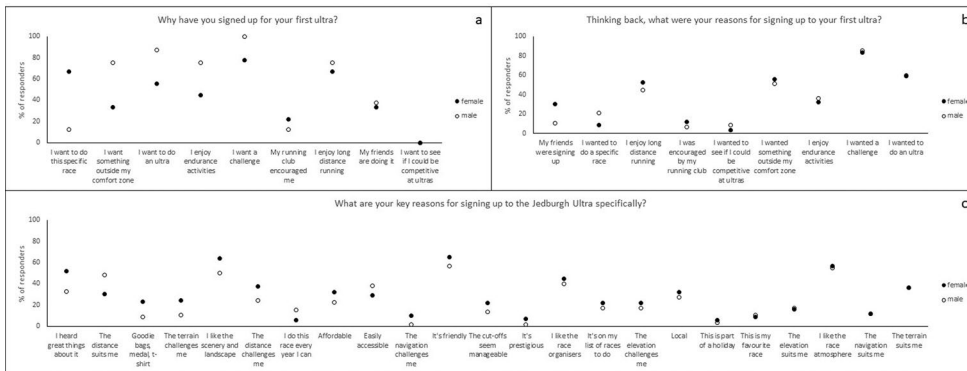 Why have you signed up for your first ultra?
a
% of responders
100
80
60
40
20
0
I want to do this specific race
I want something outside my comfort zone
I want to do an ultra
I enjoy endurance activities
I want a challenge
My running club encouraged me
I enjoy long distance running
My friends are doing it
I want to see if I could be competitive at ultras
female
male
Thinking back, what were your reasons for signing up to your first ultra?
b
% of responders
100
80
60
40
20
0
My friends were signing up
I wanted to do a specific race
I enjoy long distance running
I was encouraged by my running club
I wanted to see if I could be competitive at ultras
I wanted something outside my comfort zone
I enjoy endurance activities
I wanted a challenge
I wanted to do an ultra
female
male
What are your key reasons for signing up to the Jedburgh Ultra specifically?
c
% of responders
100
80
60
40
20
0
I heard great things about it
The distance suits me
Goodie bags, medal, t-shirt
The terrain challenges me
I like the scenery and landscape
The distance challenges me
I do this race every year I can
Affordable
Easily accessible
The navigation challenges me
It's friendly
The cut-offs seem manageable
It's prestigious
I like the race organisers
It's on my list of races to do
The elevation challenges me
Local
This is part of a holiday
This is my favourite race
The elevation suits me
I like the race atmosphere
The navigation suits me
The terrain suits me
female
male